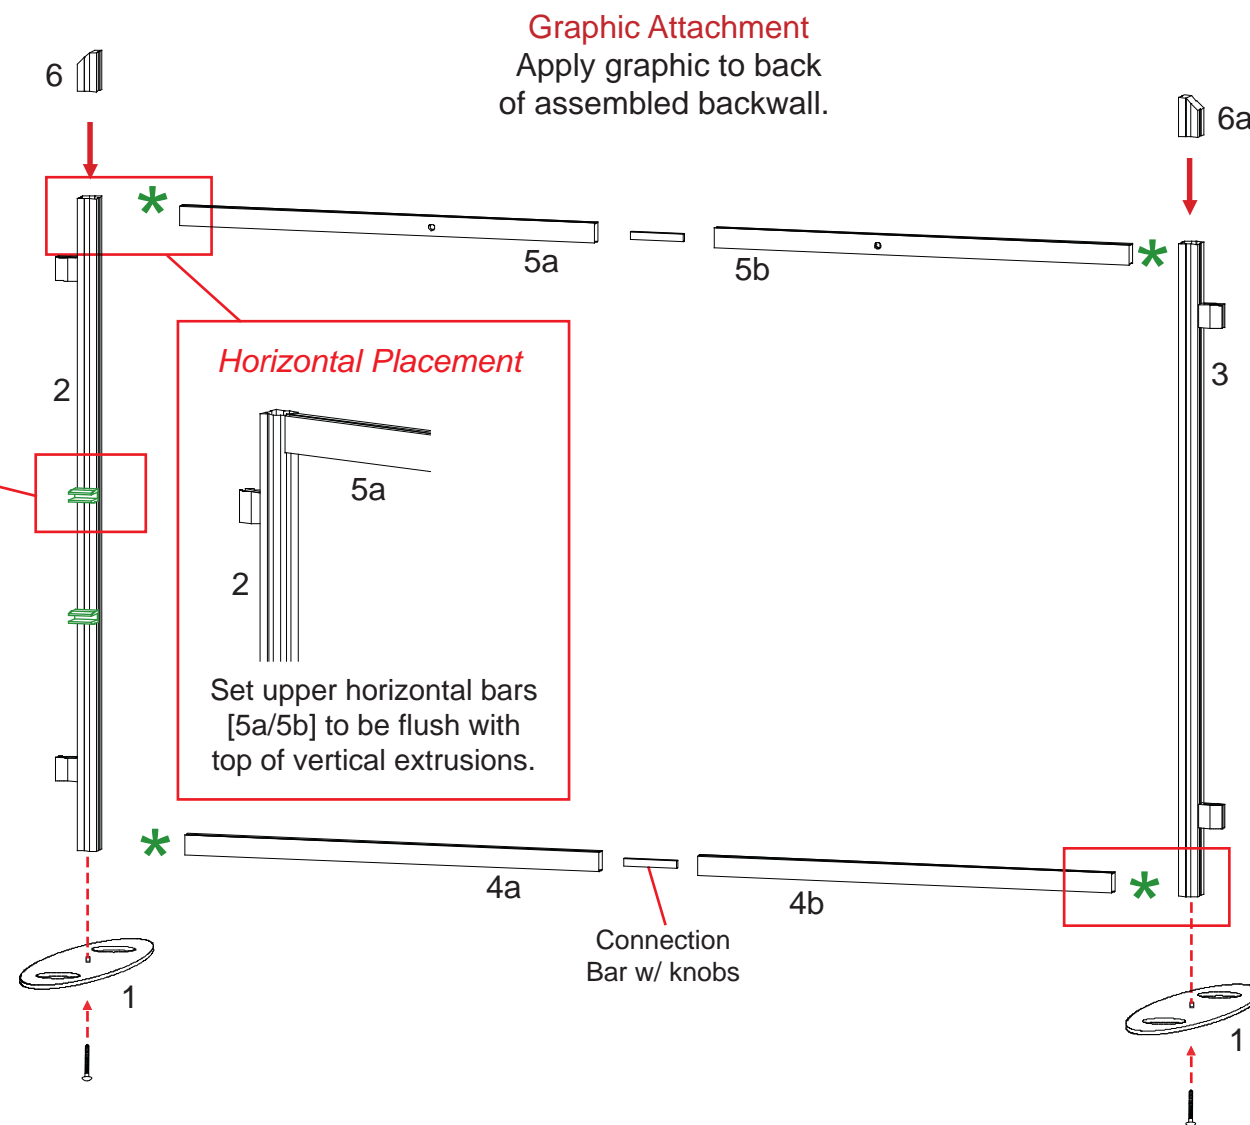 Graphic Attachment
Apply graphic to back
of assembled backwall.
6
6a
*
5a
5b
*
Horizontal Placement
2
3
5a
2
Set upper horizontal bars
[5a/5b] to be flush with
top of vertical extrusions.
*
4a
4b
*
Connection
Bar w/ knobs
1
1